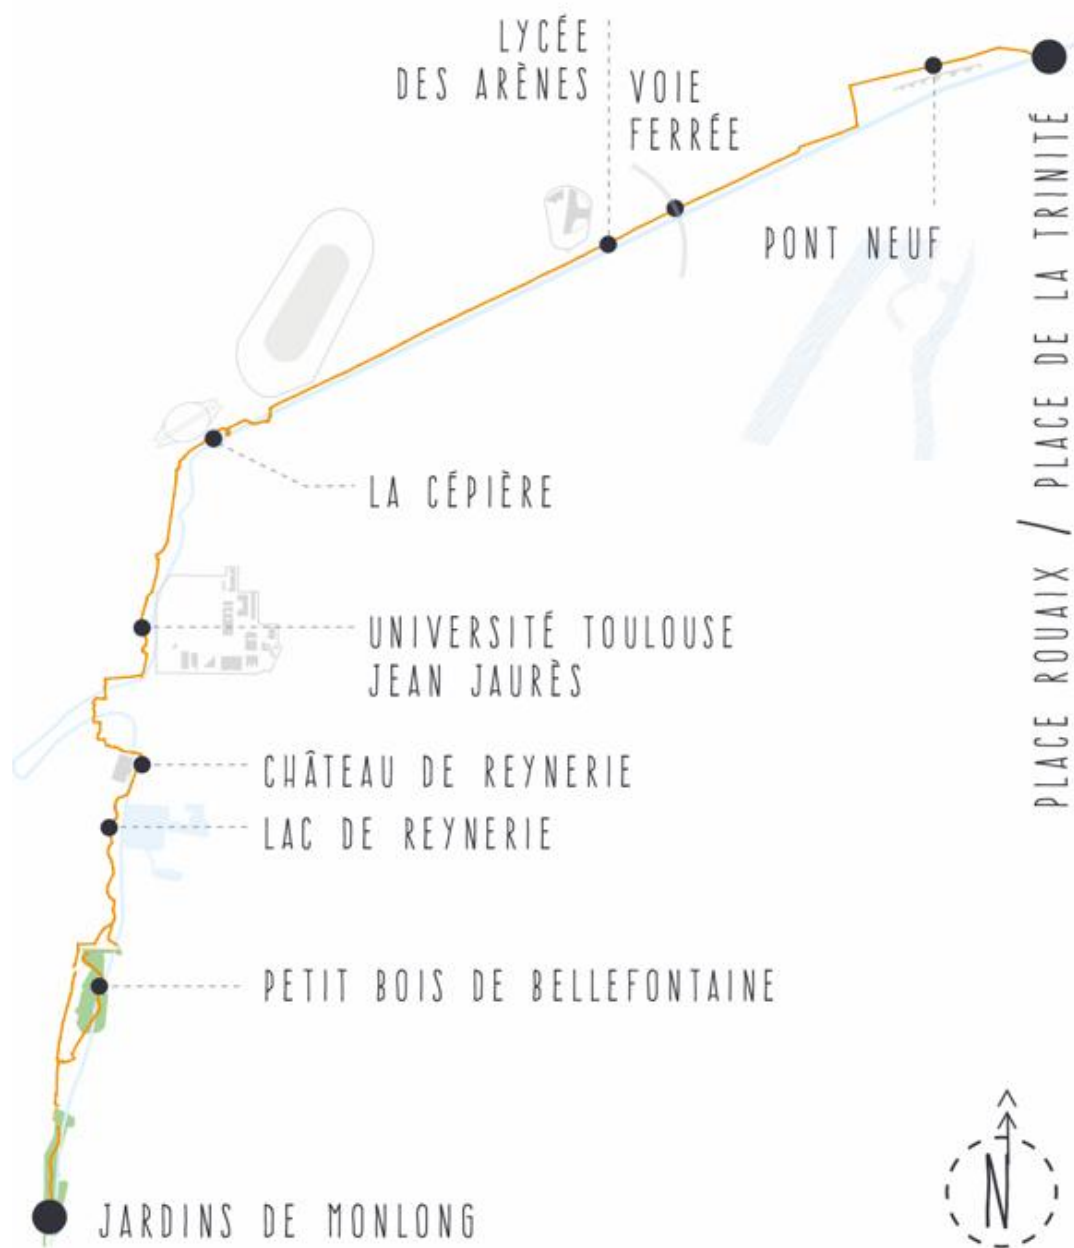 LYCÉE
DES ARÈNES
VOIE
FERRÉE
PONT NEUF
PLACE ROUAIX / PLACE DE LA TRINITÉ
LA CÉPIÈRE
UNIVERSITÉ TOULOUSE
JEAN JAURÈS
CHÂTEAU DE REYNERIE
LAC DE REYNERIE
PETIT BOIS DE BELLEFONTAINE
JARDINS DE MONLONG
N